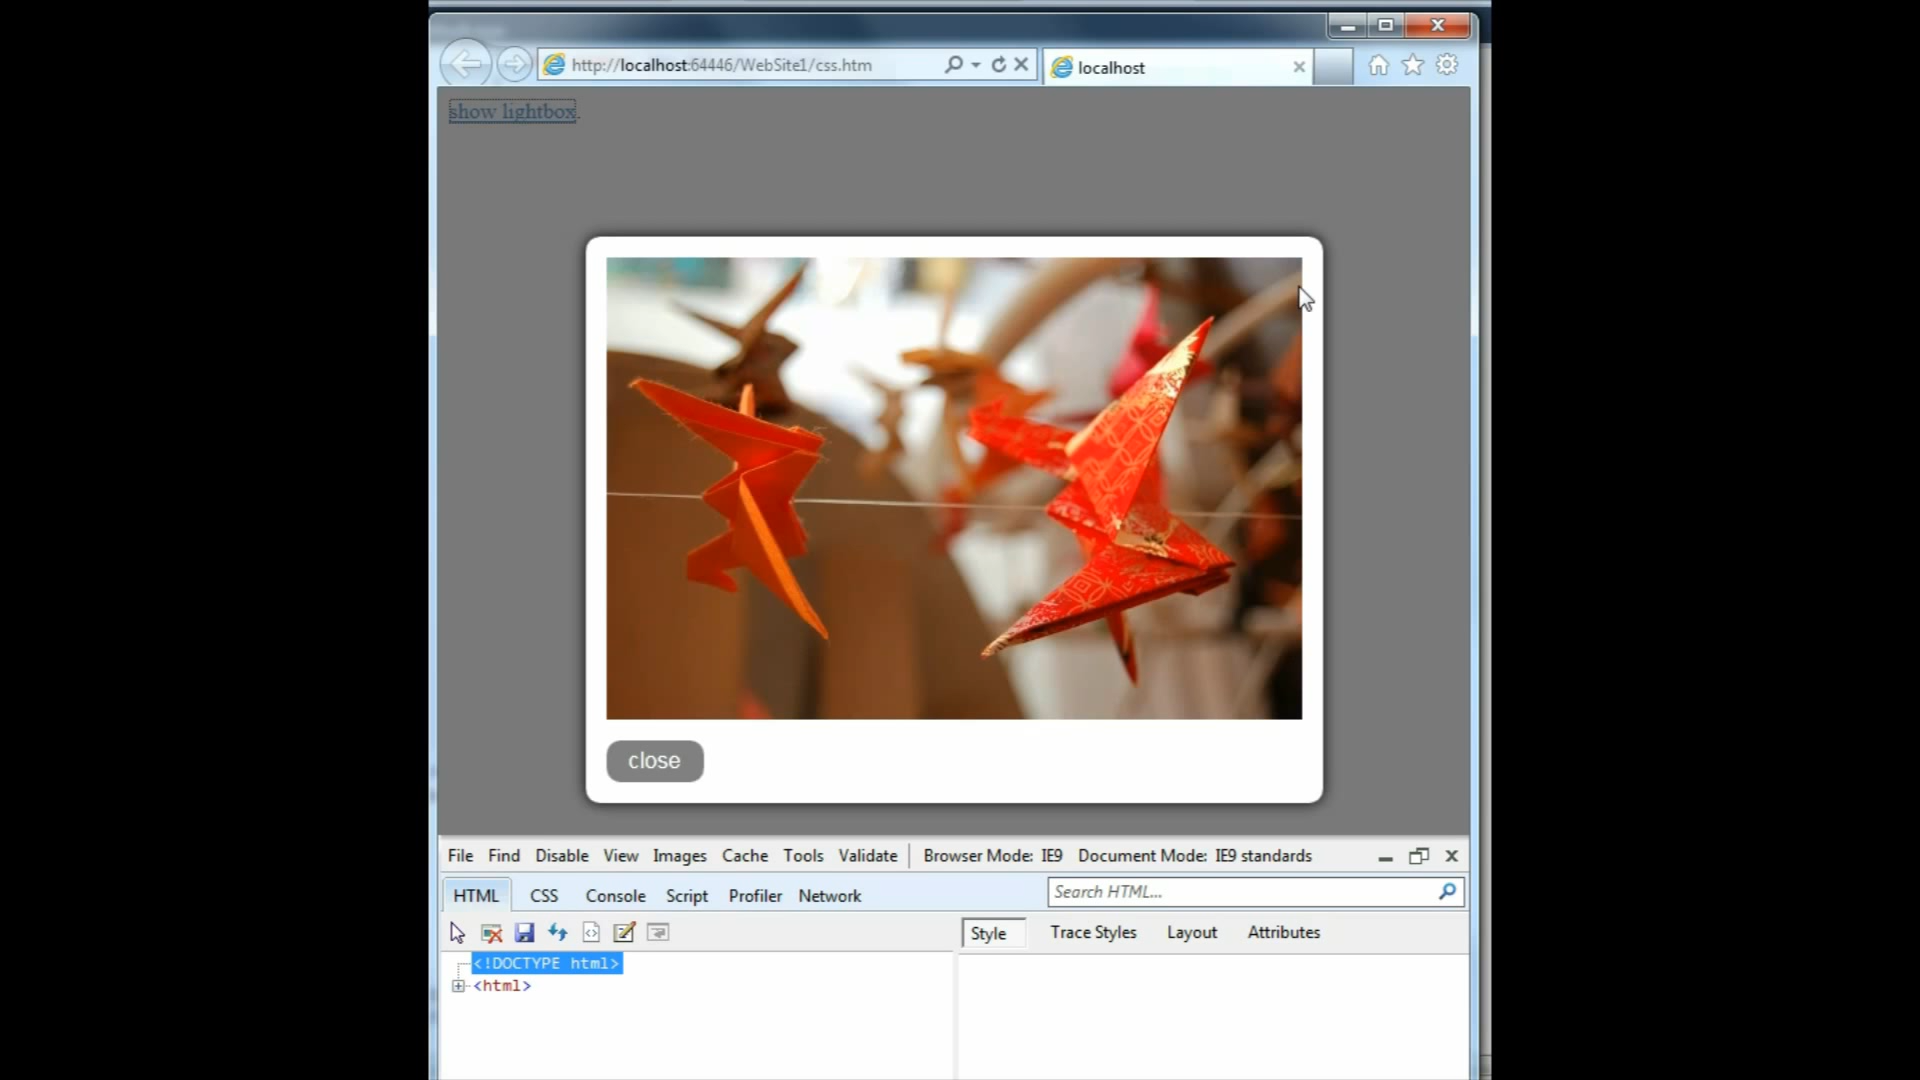 http://localhost:64446/WebSite1/css.htm
localhost
show lightbox.
close
File Find Disable View Images Cache Tools Validate Browser Mode: IE9 Document Mode: IE9 standards
HTML CSS Console Script Profiler Network Search HTML...
Style Trace Styles Layout Attributes
<!DOCTYPE html>
<html>